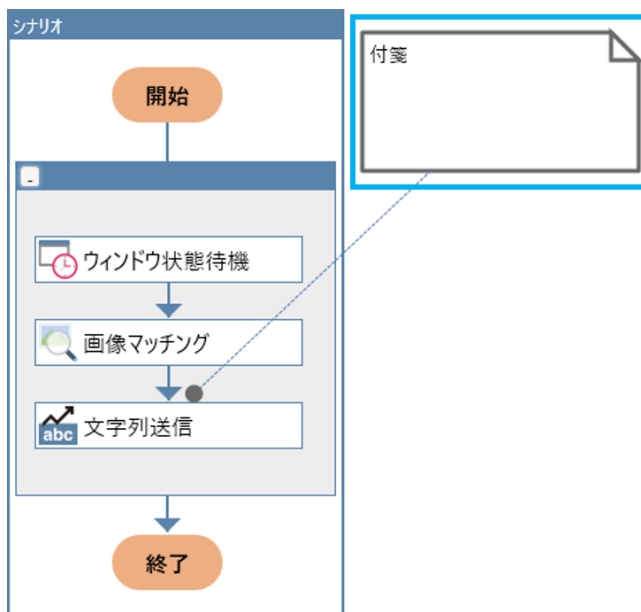 シナリオ
付箋
開始
-
ウィンドウ状態待機
画像マッチング
abc 文字列送信
終了